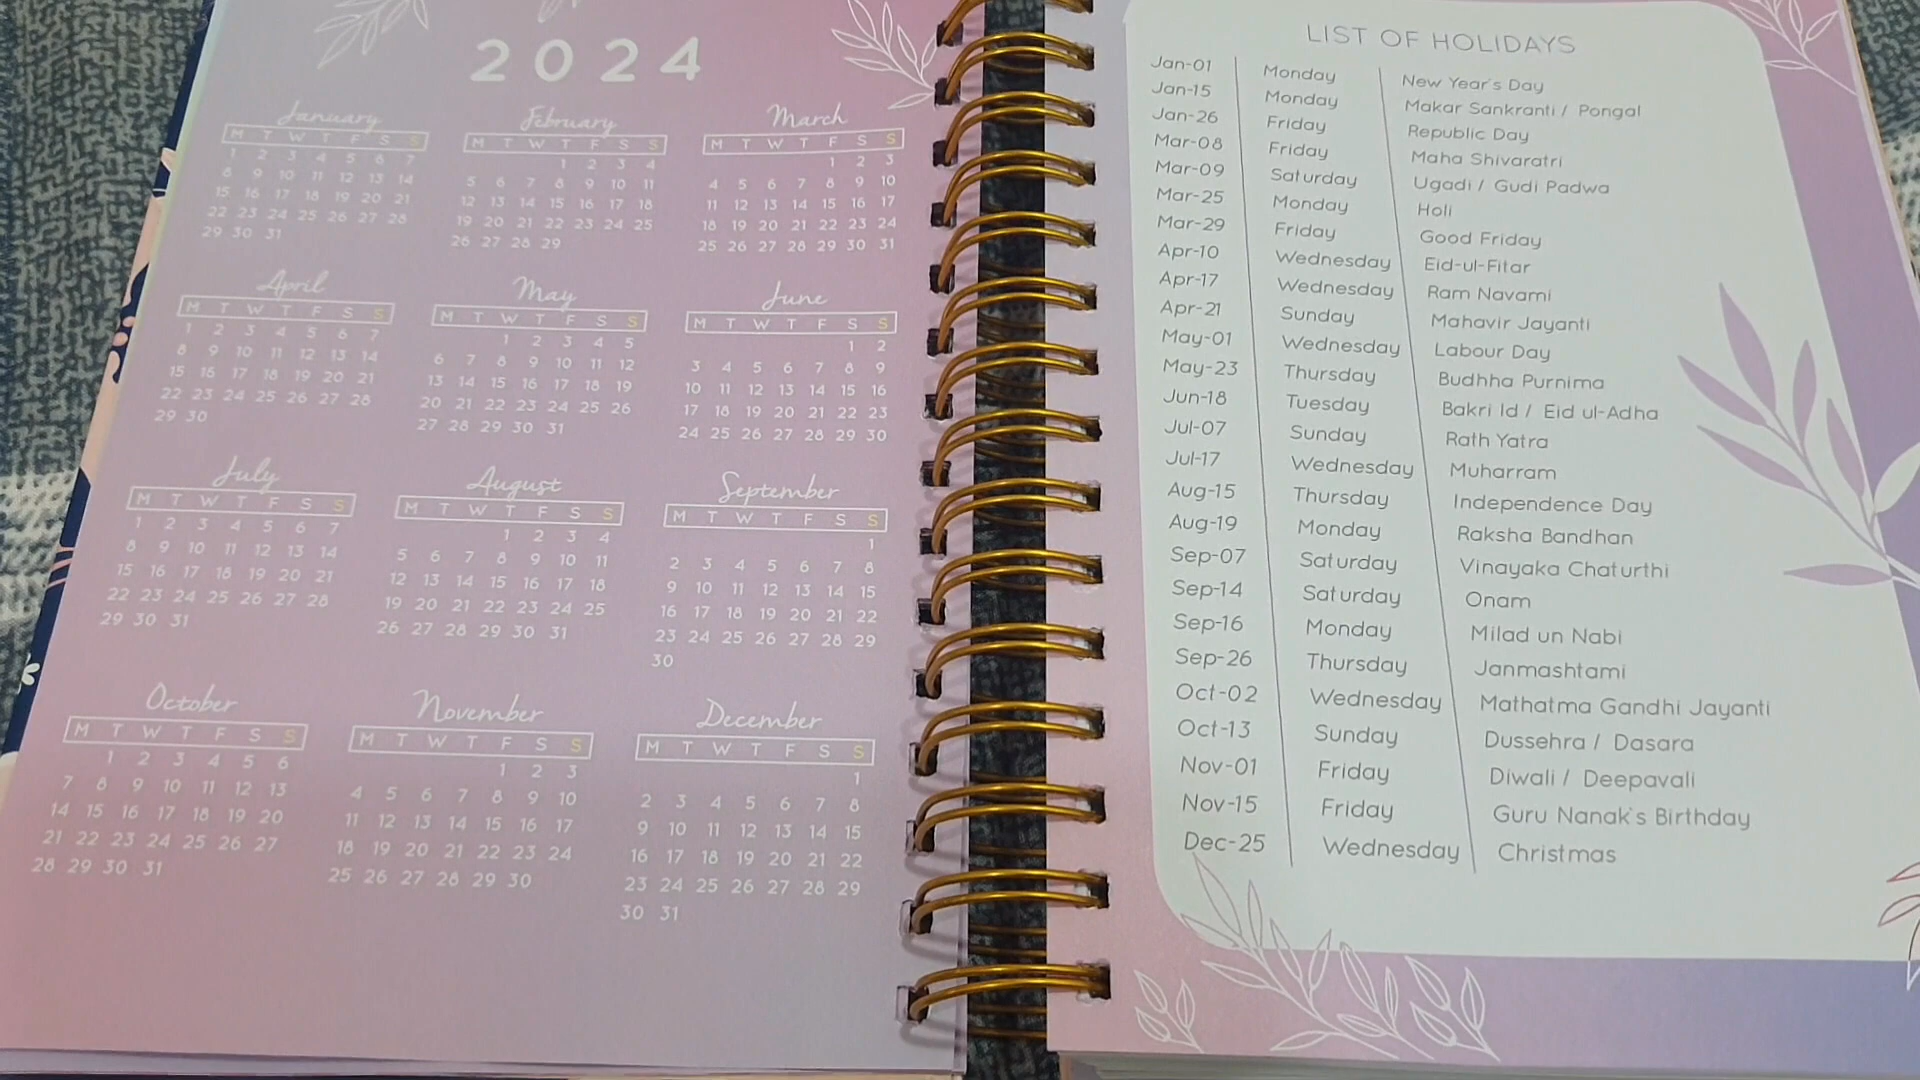 2024
January
M T W T F S S
1 2 3 4 5 6 7
8 9 10 11 12 13 14
15 16 17 18 19 20 21
22 23 24 25 26 27 28
29 30 31
February
M T W T F S S
1 2 3 4
5 6 7 8 9 10 11
12 13 14 15 16 17 18
19 20 21 22 23 24 25
26 27 28 29
March
M T W T F S S
1 2 3
4 5 6 7 8 9 10
11 12 13 14 15 16 17
18 19 20 21 22 23 24
25 26 27 28 29 30 31
April
M T W T F S S
1 2 3 4 5 6 7
8 9 10 11 12 13 14
15 16 17 18 19 20 21
22 23 24 25 26 27 28
29 30
May
M T W T F S S
1 2 3 4 5
6 7 8 9 10 11 12
13 14 15 16 17 18 19
20 21 22 23 24 25 26
27 28 29 30 31
June
M T W T F S S
1 2
3 4 5 6 7 8 9
10 11 12 13 14 15 16
17 18 19 20 21 22 23
24 25 26 27 28 29 30
July
M T W T F S S
1 2 3 4 5 6 7
8 9 10 11 12 13 14
15 16 17 18 19 20 21
22 23 24 25 26 27 28
29 30 31
August
M T W T F S S
1 2 3 4
5 6 7 8 9 10 11
12 13 14 15 16 17 18
19 20 21 22 23 24 25
26 27 28 29 30 31
September
M T W T F S S
1
2 3 4 5 6 7 8
9 10 11 12 13 14 15
16 17 18 19 20 21 22
23 24 25 26 27 28 29
30
October
M T W T F S S
1 2 3 4 5 6
7 8 9 10 11 12 13
14 15 16 17 18 19 20
21 22 23 24 25 26 27
28 29 30 31
November
M T W T F S S
1 2 3
4 5 6 7 8 9 10
11 12 13 14 15 16 17
18 19 20 21 22 23 24
25 26 27 28 29 30
December
M T W T F S S
1
2 3 4 5 6 7 8
9 10 11 12 13 14 15
16 17 18 19 20 21 22
23 24 25 26 27 28 29
30 31
LIST OF HOLIDAYS
Jan-01 Monday New Year's Day
Jan-15 Monday Makar Sankranti / Pongal
Jan-26 Friday Republic Day
Mar-08 Friday Maha Shivaratri
Mar-09 Saturday Ugadi / Gudi Padwa
Mar-25 Monday Holi
Mar-29 Friday Good Friday
Apr-10 Wednesday Eid-ul-Fitar
Apr-17 Wednesday Ram Navami
Apr-21 Sunday Mahavir Jayanti
May-01 Wednesday Labour Day
May-23 Thursday Budhha Purnima
Jun-18 Tuesday Bakri Id / Eid ul-Adha
Jul-07 Sunday Rath Yatra
Jul-17 Wednesday Muharram
Aug-15 Thursday Independence Day
Aug-19 Monday Raksha Bandhan
Sep-07 Saturday Vinayaka Chaturthi
Sep-14 Saturday Onam
Sep-16 Monday Milad un Nabi
Sep-26 Thursday Janmashtami
Oct-02 Wednesday Mathatma Gandhi Jayanti
Oct-13 Sunday Dussehra / Dasara
Nov-01 Friday Diwali / Deepavali
Nov-15 Friday Guru Nanak`s Birthday
Dec-25 Wednesday Christmas